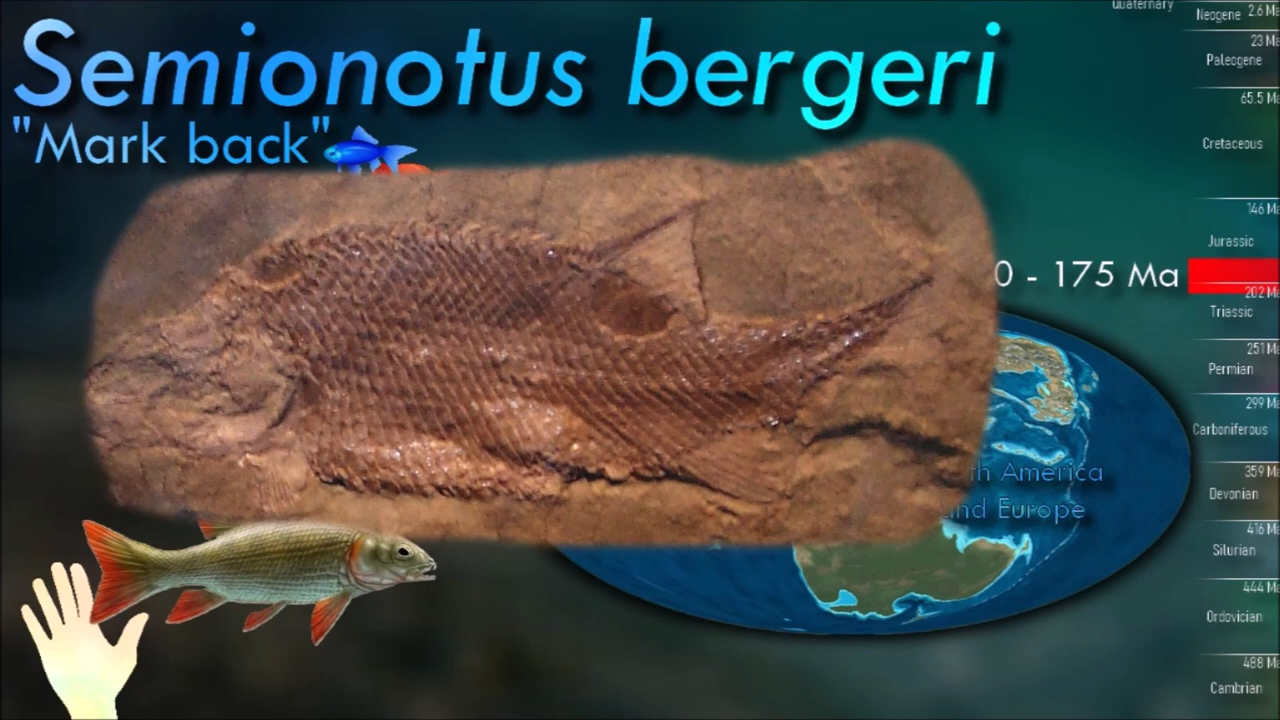 Semionotus bergeri
"Mark back"
Quaternary
Neogene 2.6 Ma
23 Ma
Paleogene
65.5 Ma
Cretaceous
146 Ma
Jurassic
0 - 175 Ma
202 Ma
Triassic
251 Ma
Permian
299 Ma
Carboniferous
359 Ma
Devonian
416 Ma
Silurian
444 Ma
Ordovician
488 Ma
Cambrian
th America
and Europe